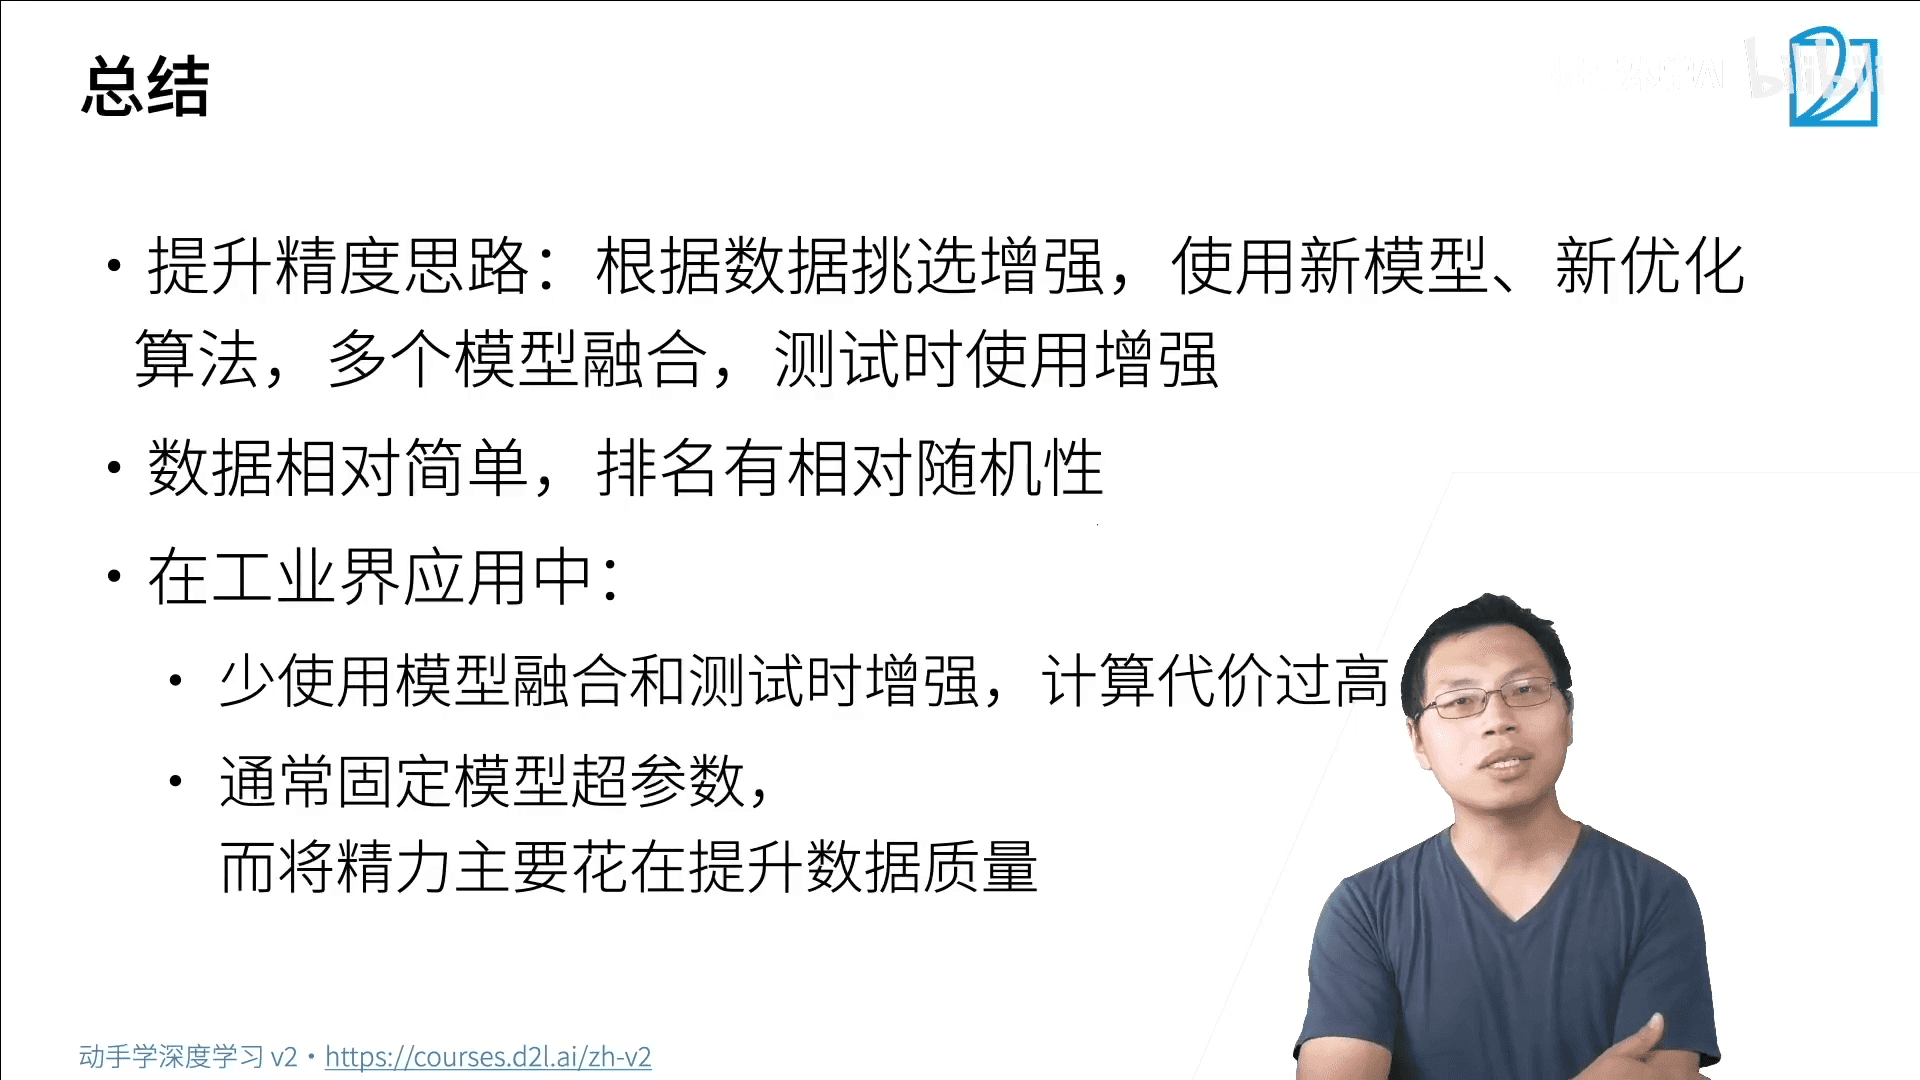 总结
bilibili
• 提升精度思路：根据数据挑选增强，使用新模型、新优化
算法，多个模型融合，测试时使用增强
• 数据相对简单，排名有相对随机性
• 在工业界应用中：
• 少使用模型融合和测试时增强，计算代价过高
• 通常固定模型超参数，
而将精力主要花在提升数据质量
动手学深度学习 v2 • https://courses.d2l.ai/zh-v2